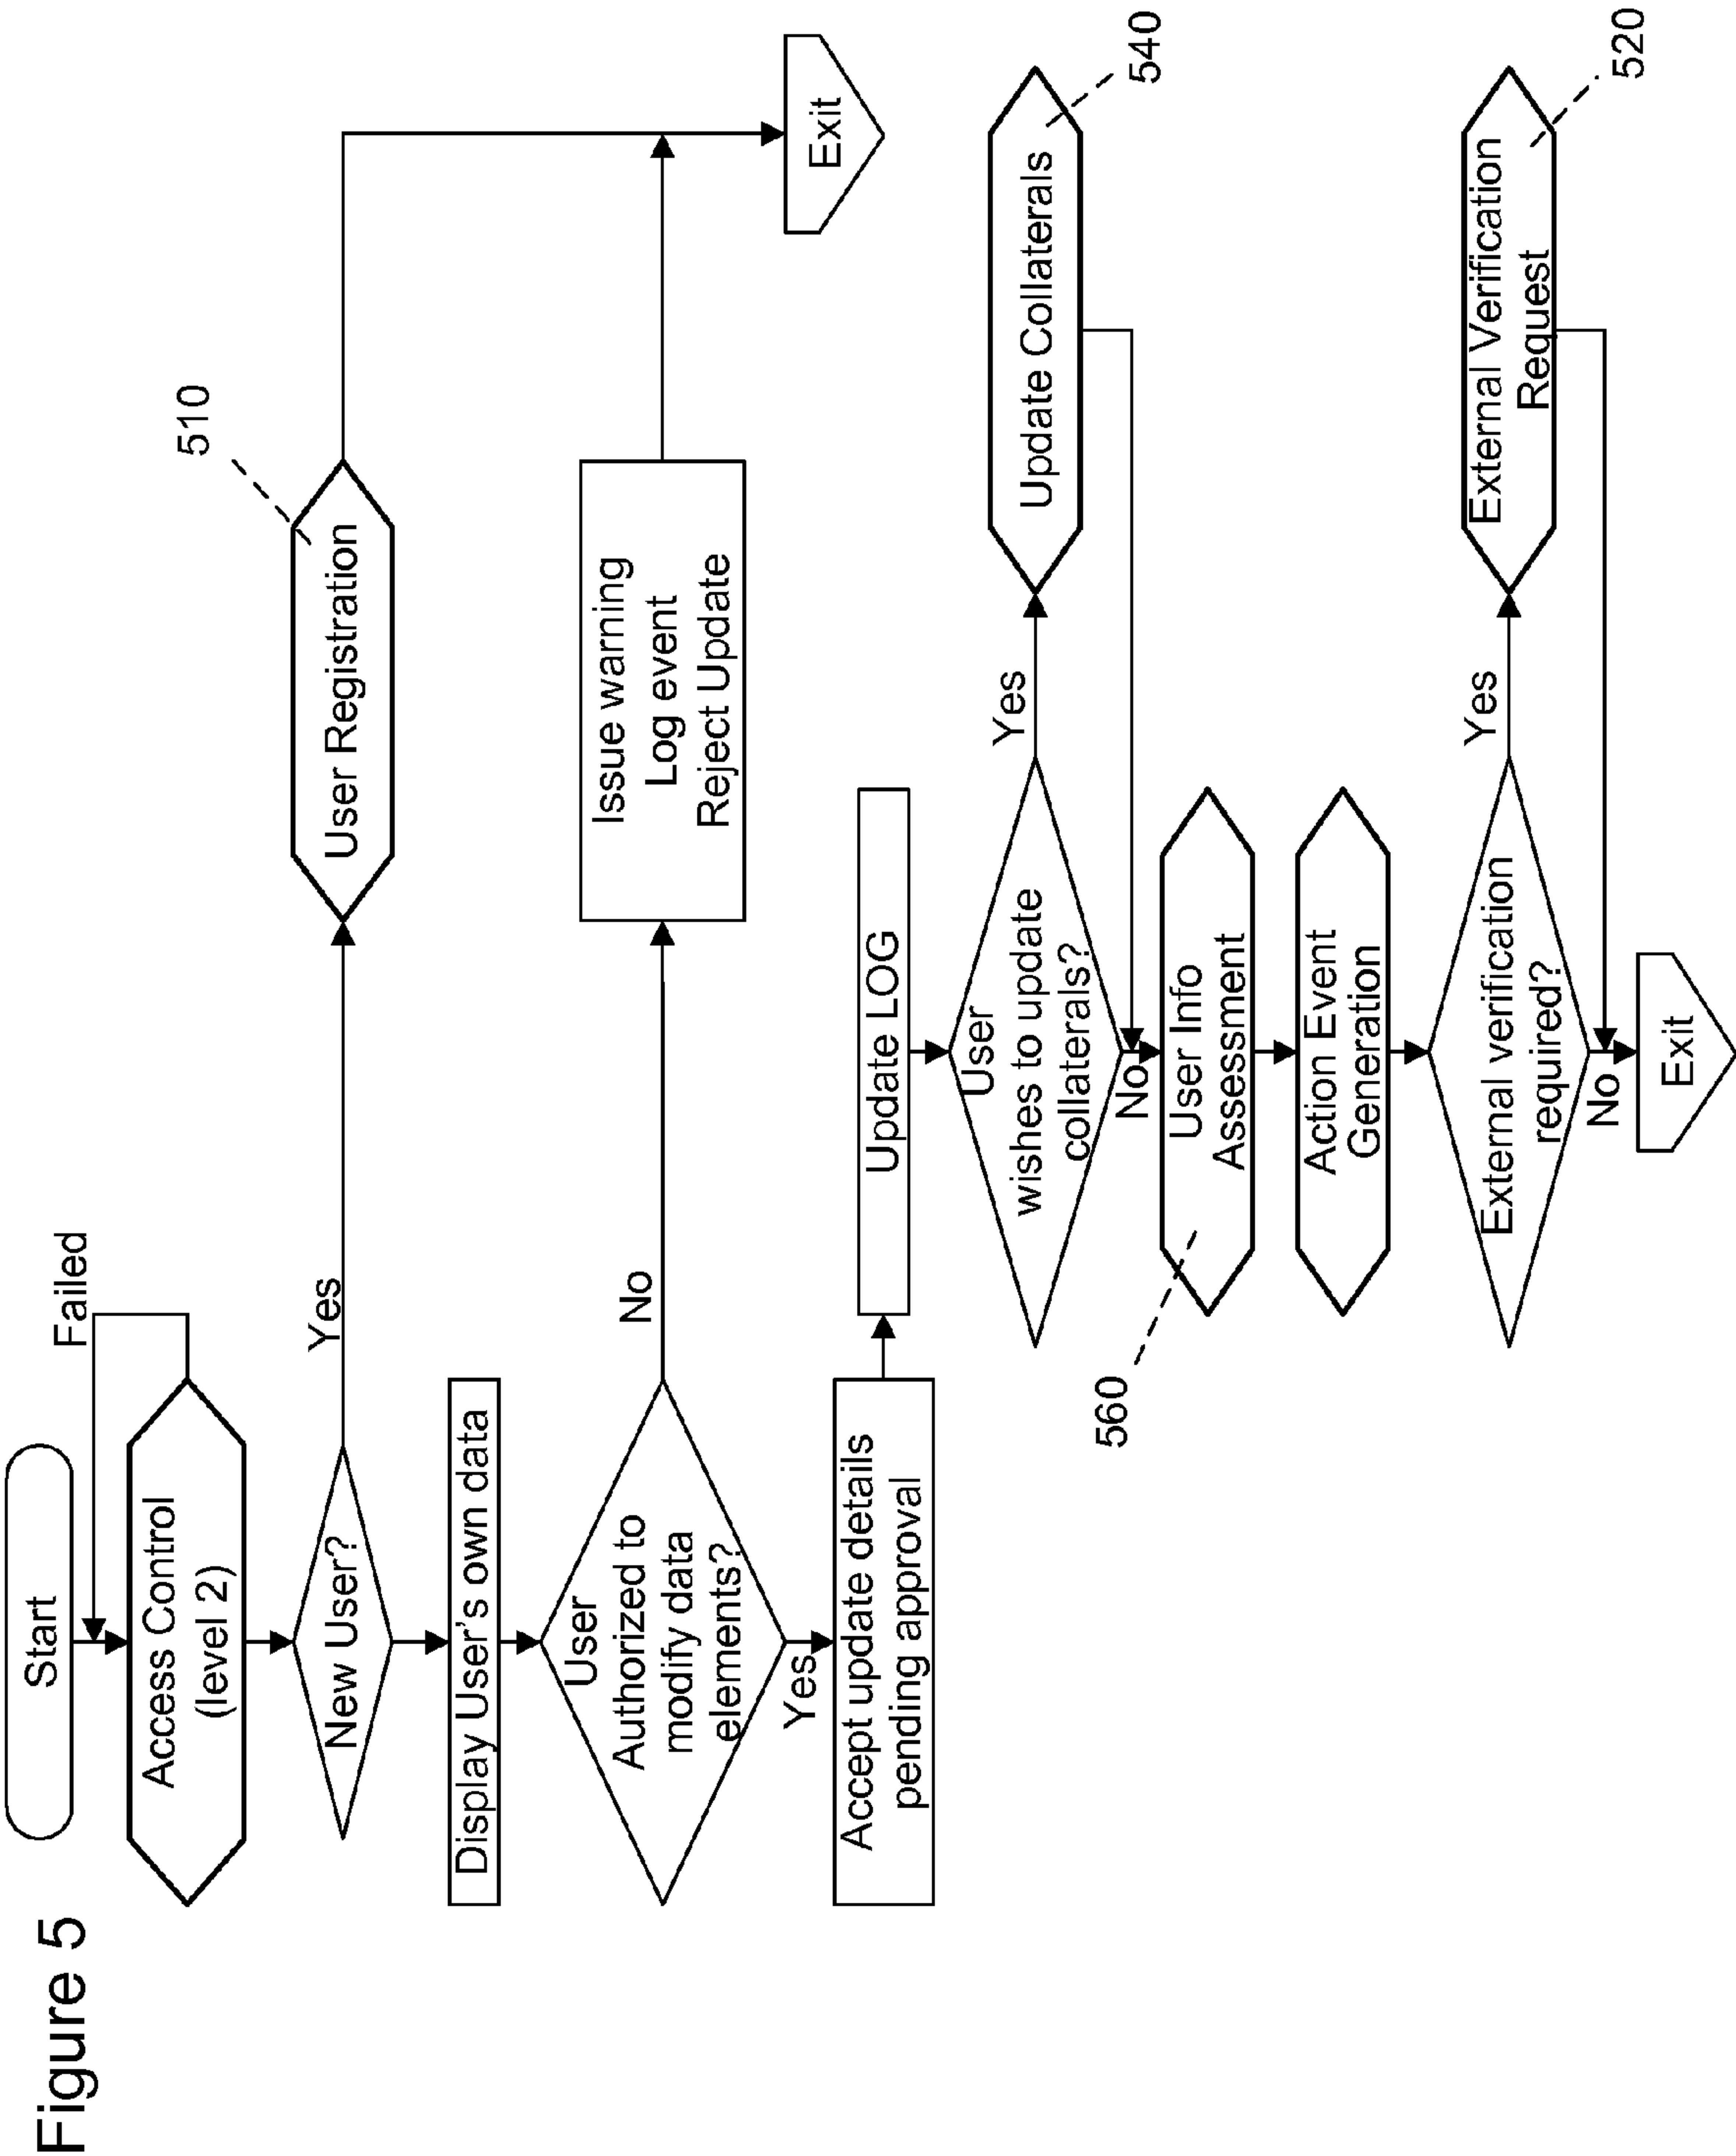 Figure 5
Start
Failed
Access Control
(level 2)
510
New User?
Yes
User Registration
Display User's own data
User
Authorized to
modify data
elements?
No
Issue warning
Log event
Reject Update
Yes
Exit
Accept update details
pending approval
Update LOG
User
wishes to update
collaterals?
Yes
Update Collaterals
540
No
560
User Info
Assessment
Action Event
Generation
External verification
required?
Yes
External Verification
Request
520
No
Exit